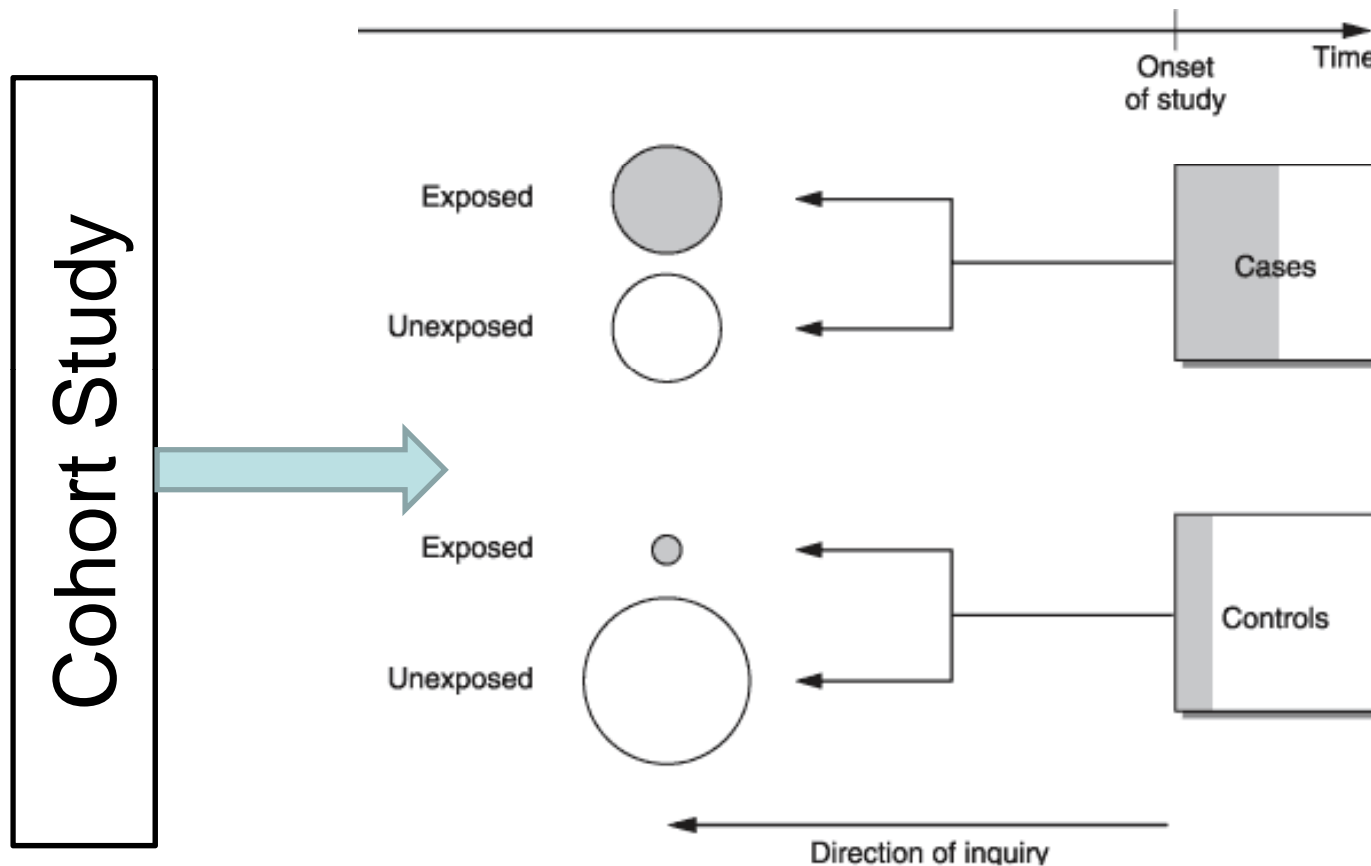 Cohort Study
Time
Onset
of study
Exposed
Cases
Unexposed
Exposed
Controls
Unexposed
Direction of inquiry